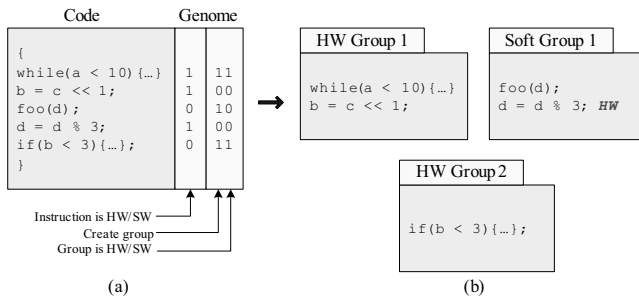 Code Genome
{
while(a < 10){…} 1 11
b = c << 1; 1 00
foo(d); 0 10
d = d % 3; 1 00
if(b < 3){…}; 0 11
}
Instruction is HW/SW
Create group
Group is HW/SW
(a)
HW Group 1
while(a < 10){…}
b = c << 1;
Soft Group 1
foo(d);
d = d % 3; HW
HW Group 2
if(b < 3){…};
(b)